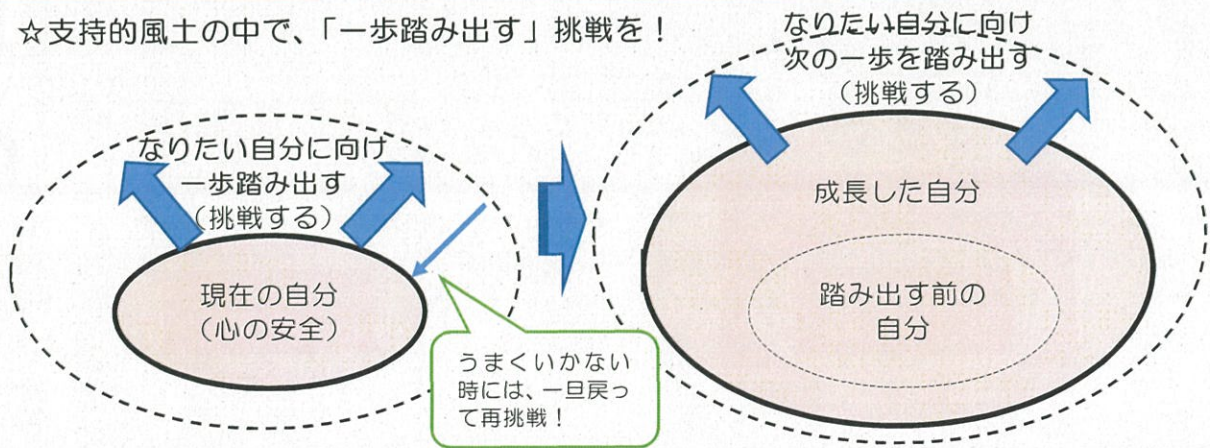 ☆支持的風土の中で、「一歩踏み出す」挑戦を！
なりたい自分に向け
一歩踏み出す
（挑戦する）
現在の自分
（心の安全）
うまくいかない
時には、一旦戻っ
て再挑戦！
なりたい自分に向け
次の一歩を踏み出す
（挑戦する）
成長した自分
踏み出す前の
自分